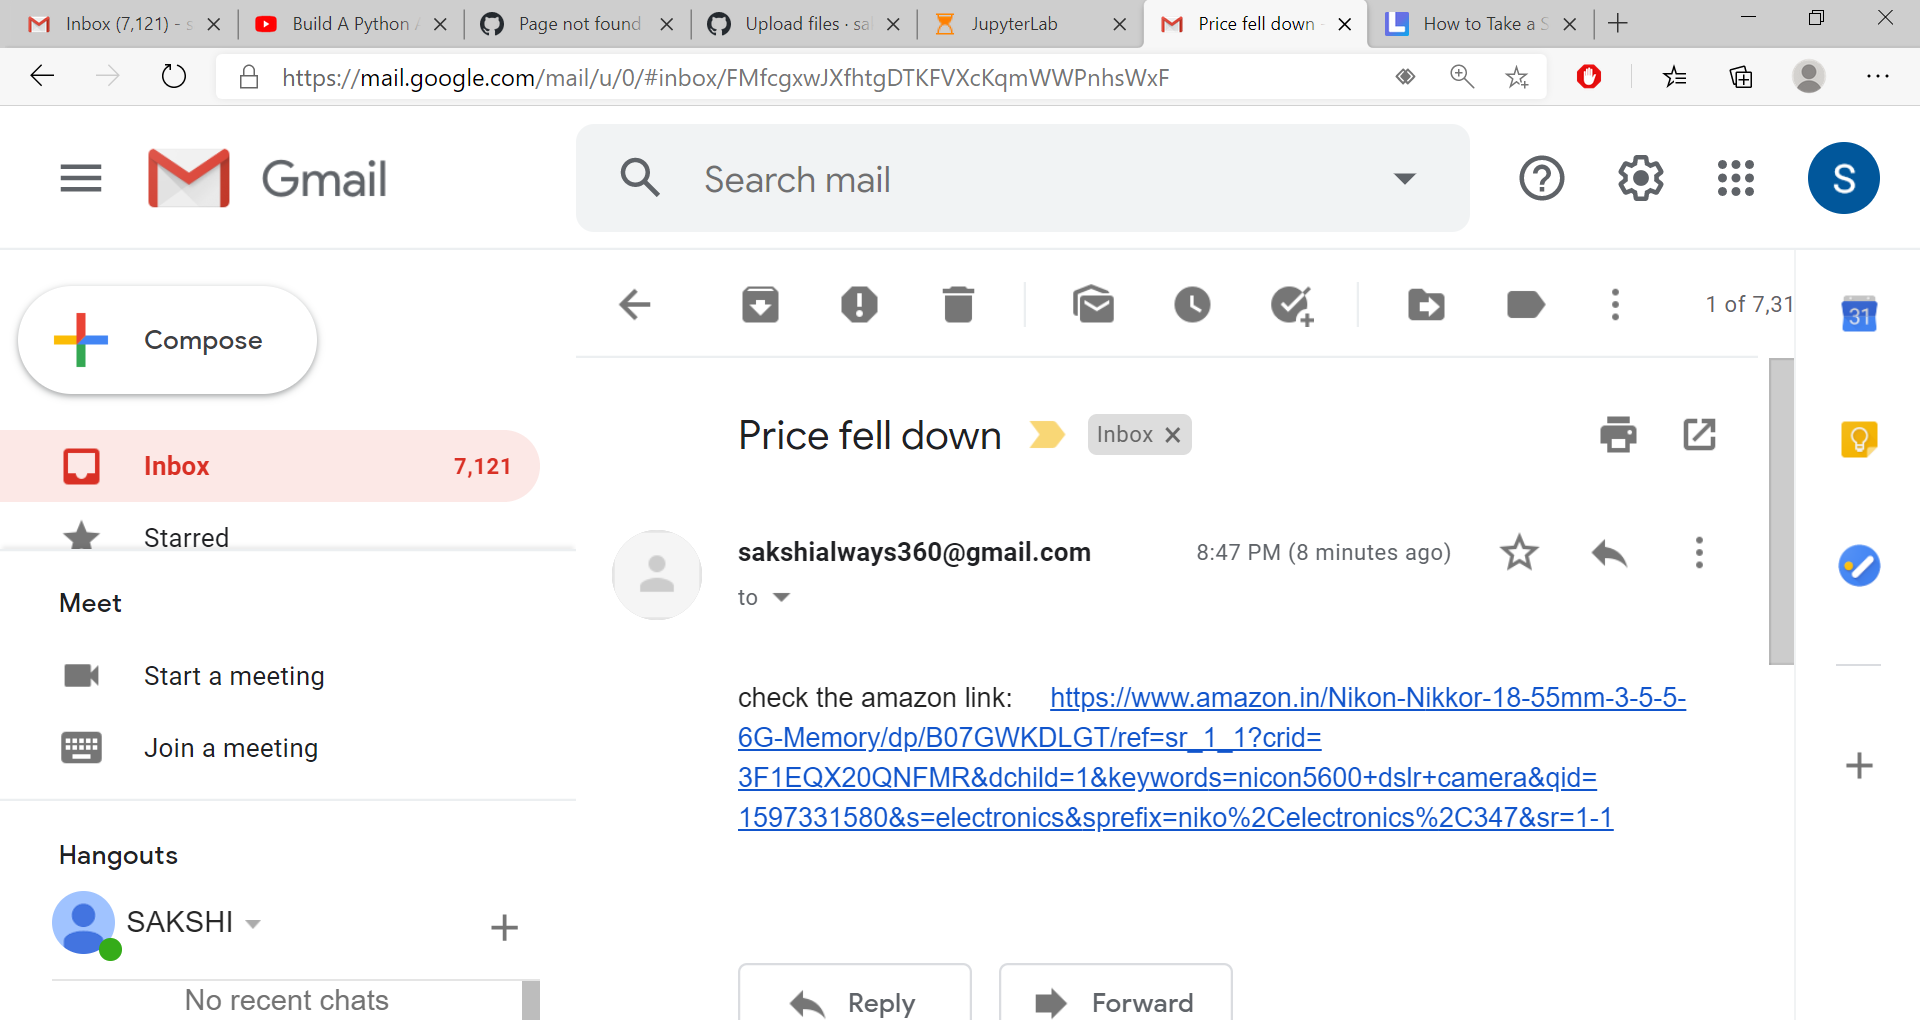 Inbox (7,121) - s
Build A Python A
Page not found
Upload files · sal
JupyterLab
Price fell down -
How to Take a S
https://mail.google.com/mail/u/0/#inbox/FMfcgxwJXfhtgDTKFVXcKqmWWPnhsWxF
Gmail
Search mail
S
Compose
1 of 7,31
31
Price fell down
Inbox
Inbox 7,121
Starred
sakshialways360@gmail.com
8:47 PM (8 minutes ago)
to
Meet
Start a meeting
Join a meeting
check the amazon link: https://www.amazon.in/Nikon-Nikkor-18-55mm-3-5-5-
6G-Memory/dp/B07GWKDLGT/ref=sr_1_1?crid=
3F1EQX20QNFMR&dchild=1&keywords=nicon5600+dslr+camera&qid=
1597331580&s=electronics&sprefix=niko%2Celectronics%2C347&sr=1-1
Hangouts
SAKSHI
No recent chats
Reply
Forward